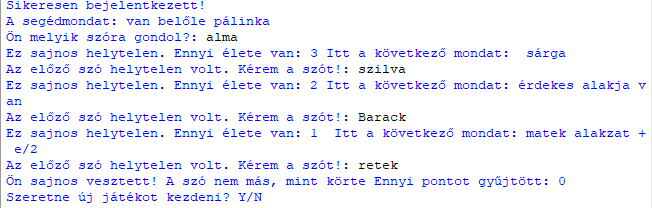 Sikeresen bejelentkezett!
A segédmondat: van belőle pálinka
Ön melyik szóra gondol?: alma
Ez sajnos helytelen. Ennyi élete van: 3 Itt a következő mondat:  sárga
Az előző szó helytelen volt. Kérem a szót!: szilva
Ez sajnos helytelen. Ennyi élete van: 2 Itt a következő mondat: érdekes alakja v
an
Az előző szó helytelen volt. Kérem a szót!: Barack
Ez sajnos helytelen. Ennyi élete van: 1  Itt a következő mondat: matek alakzat +
 e/2
Az előző szó helytelen volt. Kérem a szót!: retek
Ön sajnos vesztett! A szó nem más, mint körte Ennyi pontot gyűjtött: 0
Szeretne új játékot kezdeni? Y/N